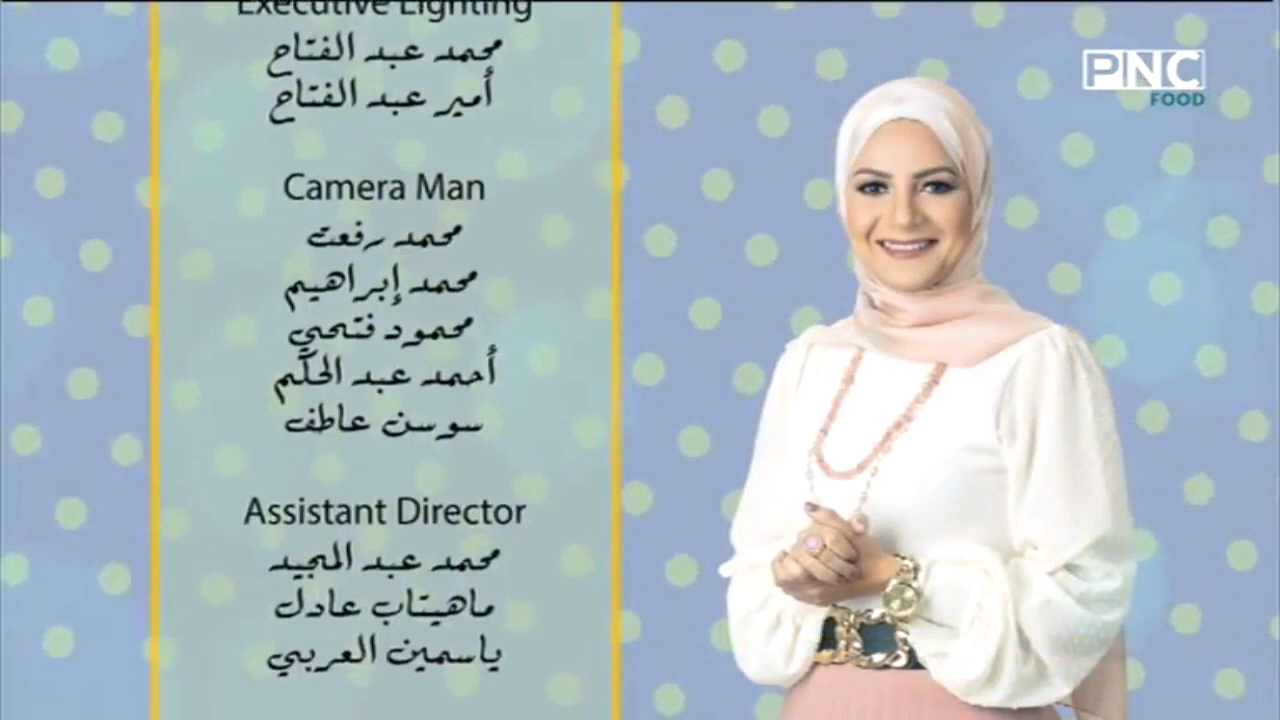 Executive Lighting
محمد عبد الفتاح
أمير عبد الفتاح
Camera Man
محمد رفعت
محمد إبراهيم
محمود فتحي
أحمد عبد الحكم
سوسن عاطف
Assistant Director
محمد عبد المجيد
ماهيتاب عادل
ياسمين العربي
PNC
FOOD